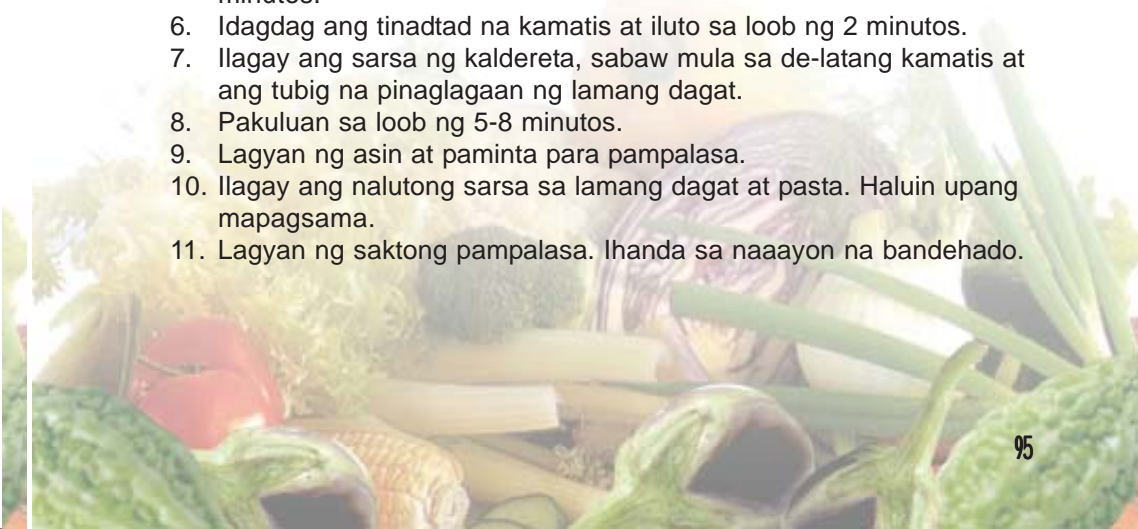 minutos.
6. Idagdag ang tinadtad na kamatis at iluto sa loob ng 2 minutos.
7. Ilagay ang sarsa ng kaldereta, sabaw mula sa de-latang kamatis at
ang tubig na pinaglagaan ng lamang dagat.
8. Pakuluan sa loob ng 5-8 minutos.
9. Lagyan ng asin at paminta para pampalasa.
10. Ilagay ang nalutong sarsa sa lamang dagat at pasta. Haluin upang
mapagsama.
11. Lagyan ng saktong pampalasa. Ihanda sa naaayon na bandehado.
95